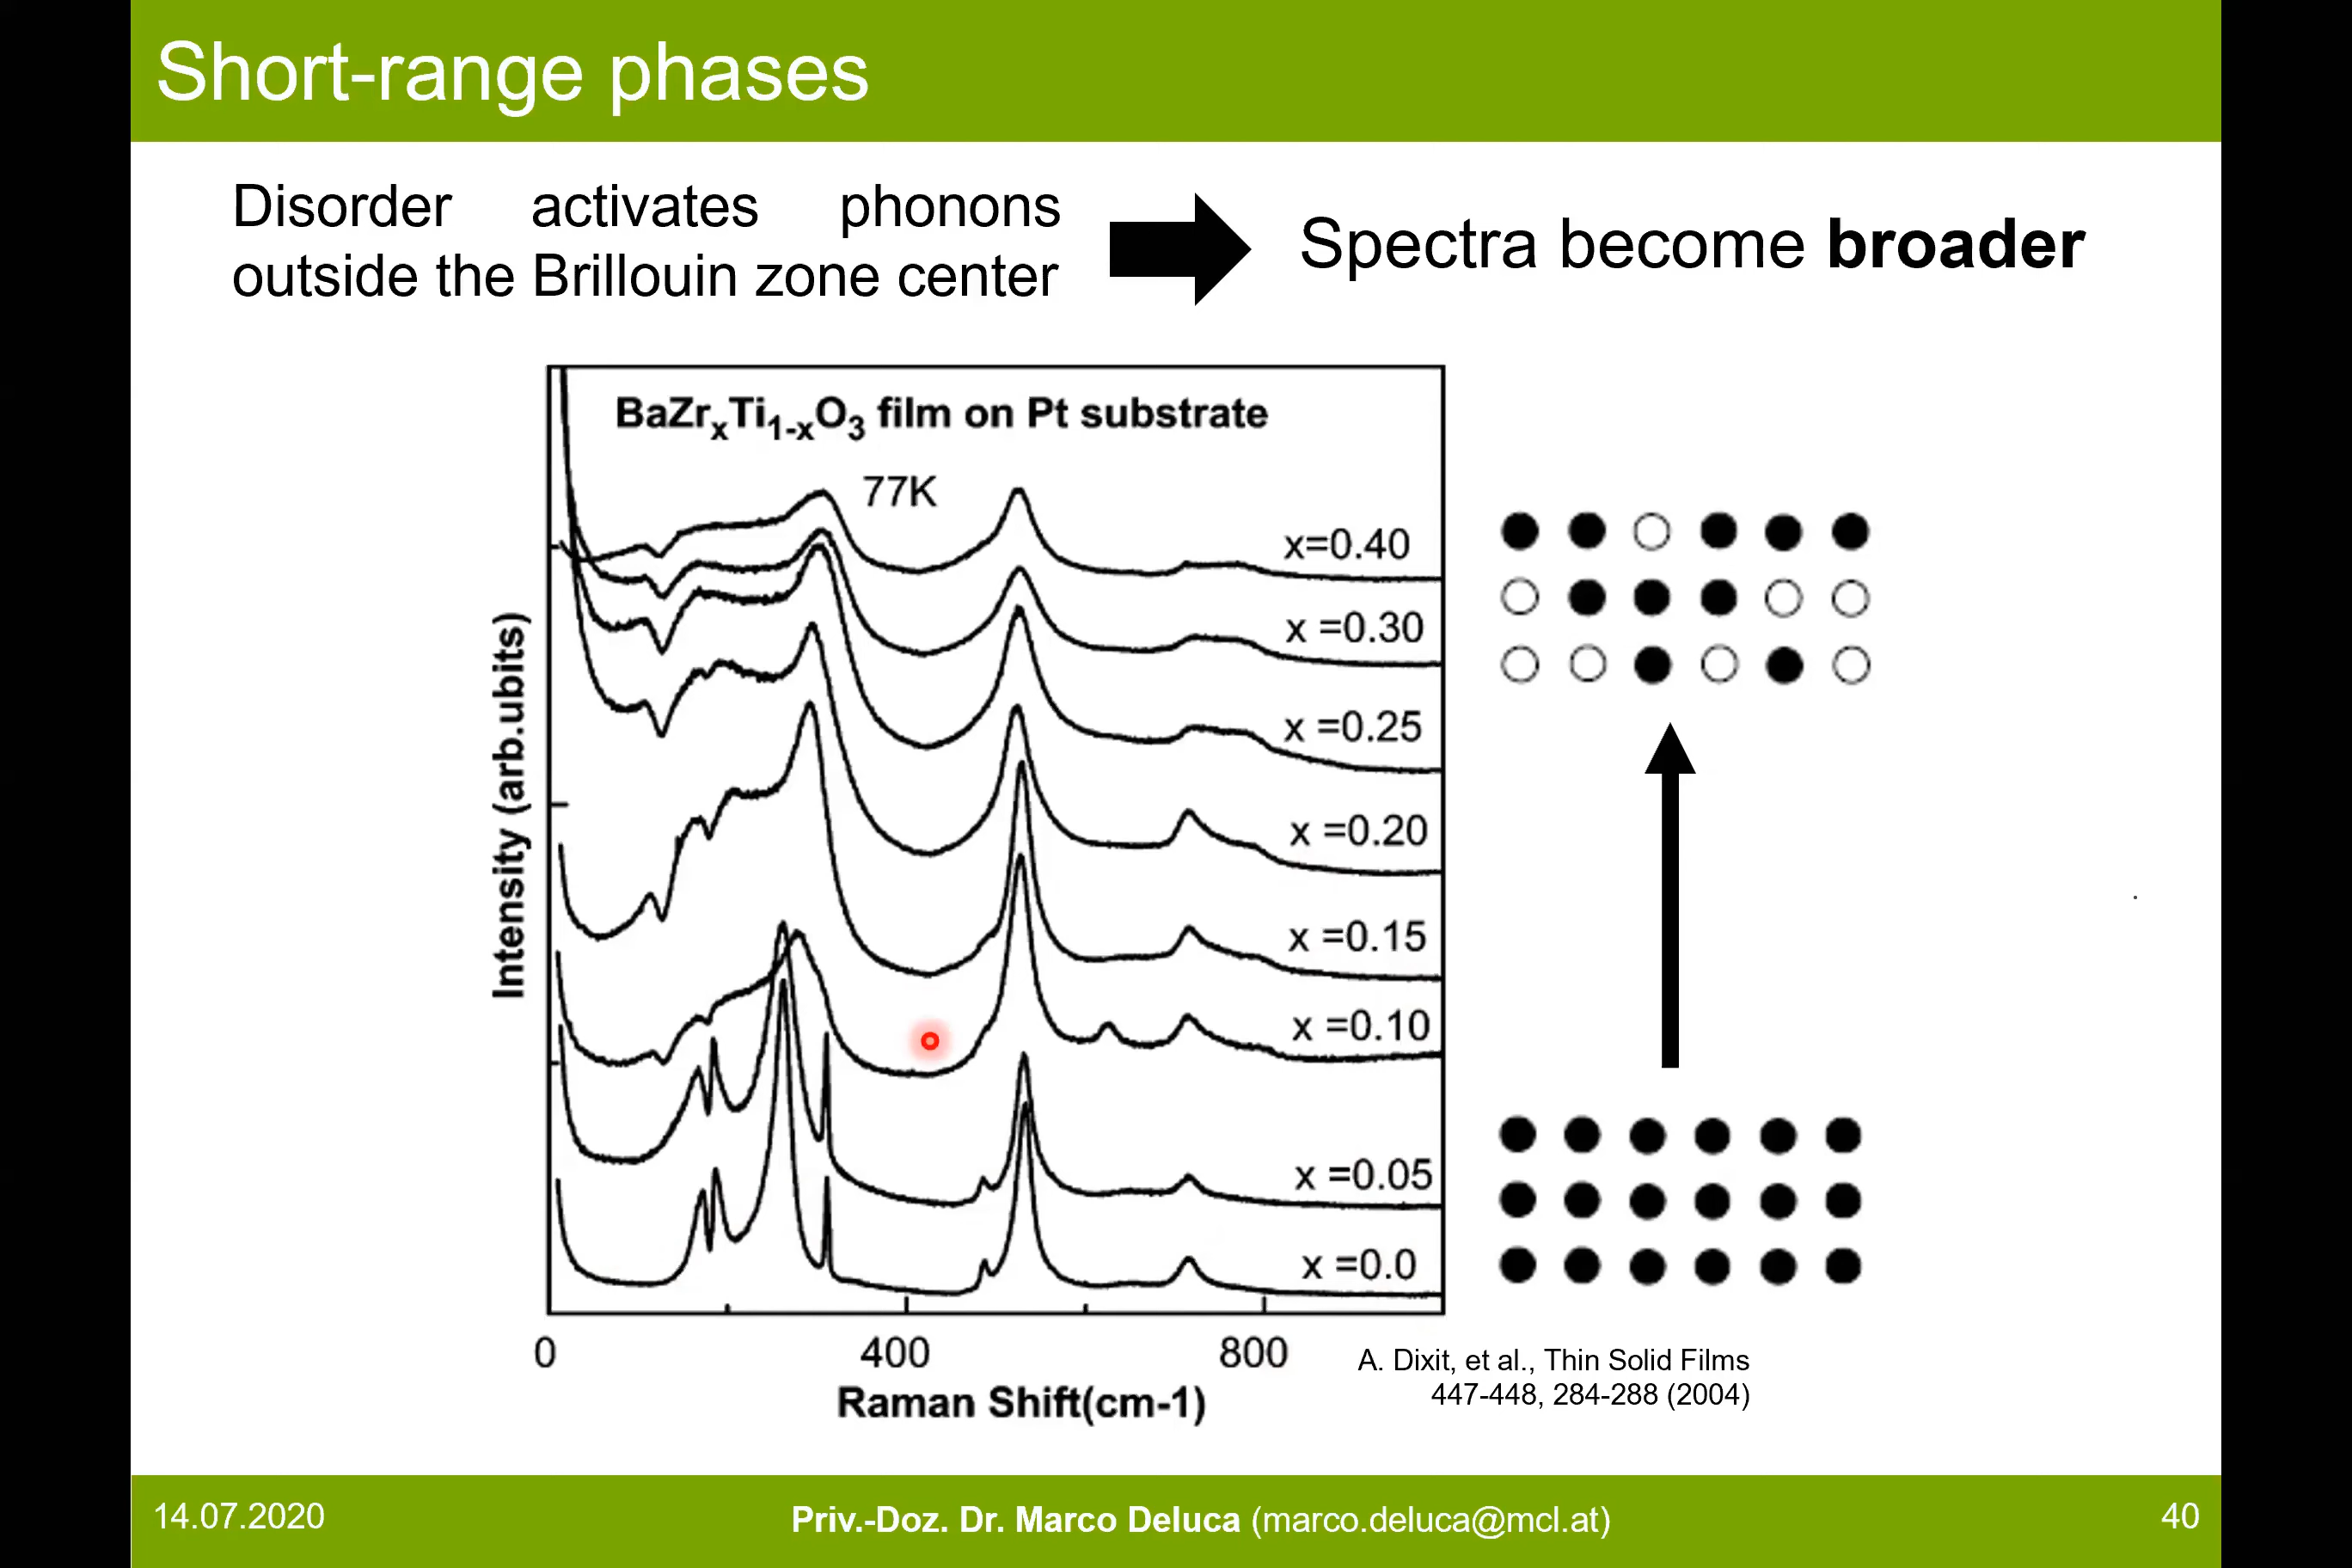 Short-range phases
Disorder activates phonons
outside the Brillouin zone center
Spectra become broader
BaZrxTi1-xO3 film on Pt substrate
77K
x=0.40
x =0.30
x =0.25
x =0.20
x =0.15
x =0.10
x =0.05
x =0.0
Intensity (arb.ubits)
0 400 800
Raman Shift(cm-1)
A. Dixit, et al., Thin Solid Films
447-448, 284-288 (2004)
14.07.2020
Priv.-Doz. Dr. Marco Deluca (marco.deluca@mcl.at)
40